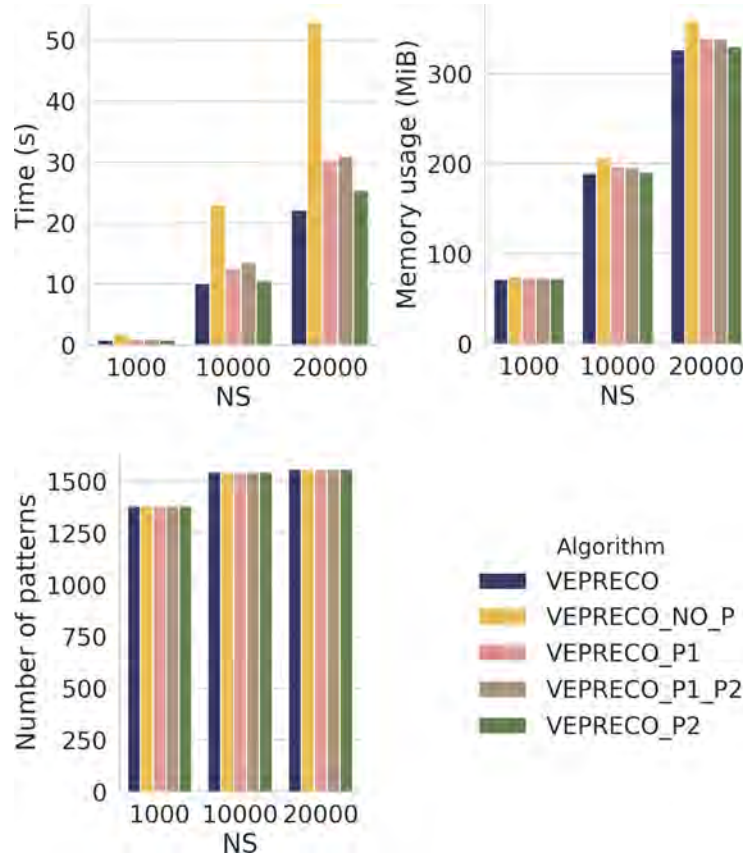 Time (s)
50
40
30
20
10
0
1000 10000 20000
NS
Memory usage (MiB)
300
200
100
0
1000 10000 20000
NS
Number of patterns
1500
1250
1000
750
500
250
0
1000 10000 20000
NS
Algorithm
VEPRECO
VEPRECO_NO_P
VEPRECO_P1
VEPRECO_P1_P2
VEPRECO_P2